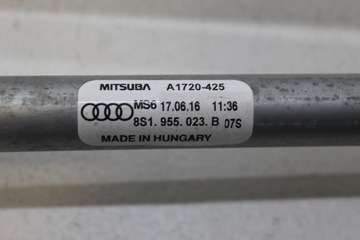 MITSUBA A1720-425
MS6 17.06.16 11:36
8S1. 955. 023. B 07S
MADE IN HUNGARY